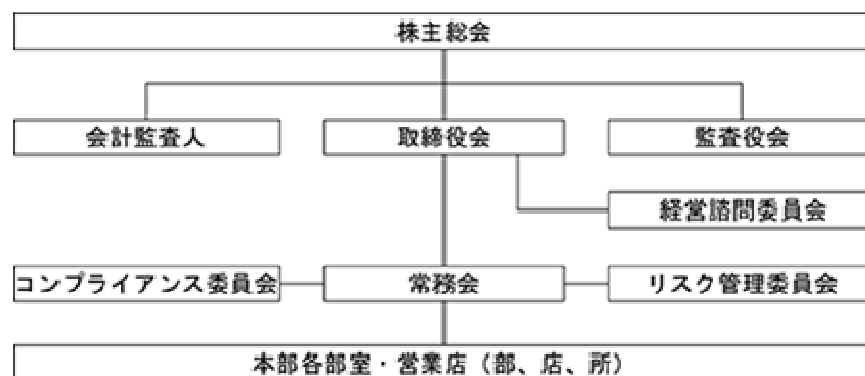 株主総会
会計監査人
取締役会
監査役会
経営諮問委員会
コンプライアンス委員会
常務会
リスク管理委員会
本部各部室・営業店（部、店、所）